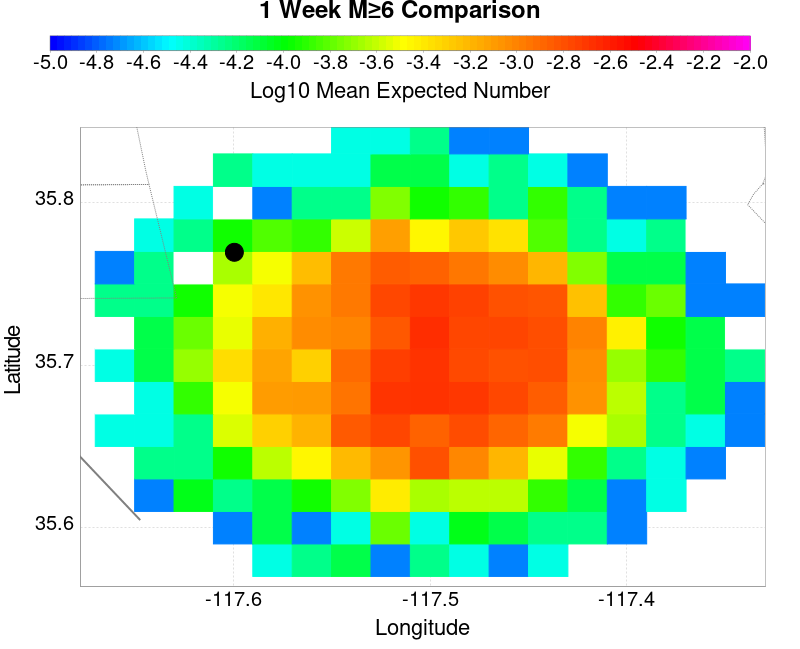 1 Week M≥6 Comparison
-5.0 -4.8 -4.6 -4.4 -4.2 -4.0 -3.8 -3.6 -3.4 -3.2 -3.0 -2.8 -2.6 -2.4 -2.2 -2.0
Log10 Mean Expected Number
35.8
35.7
35.6
Latitude
-117.6 -117.5 -117.4
Longitude